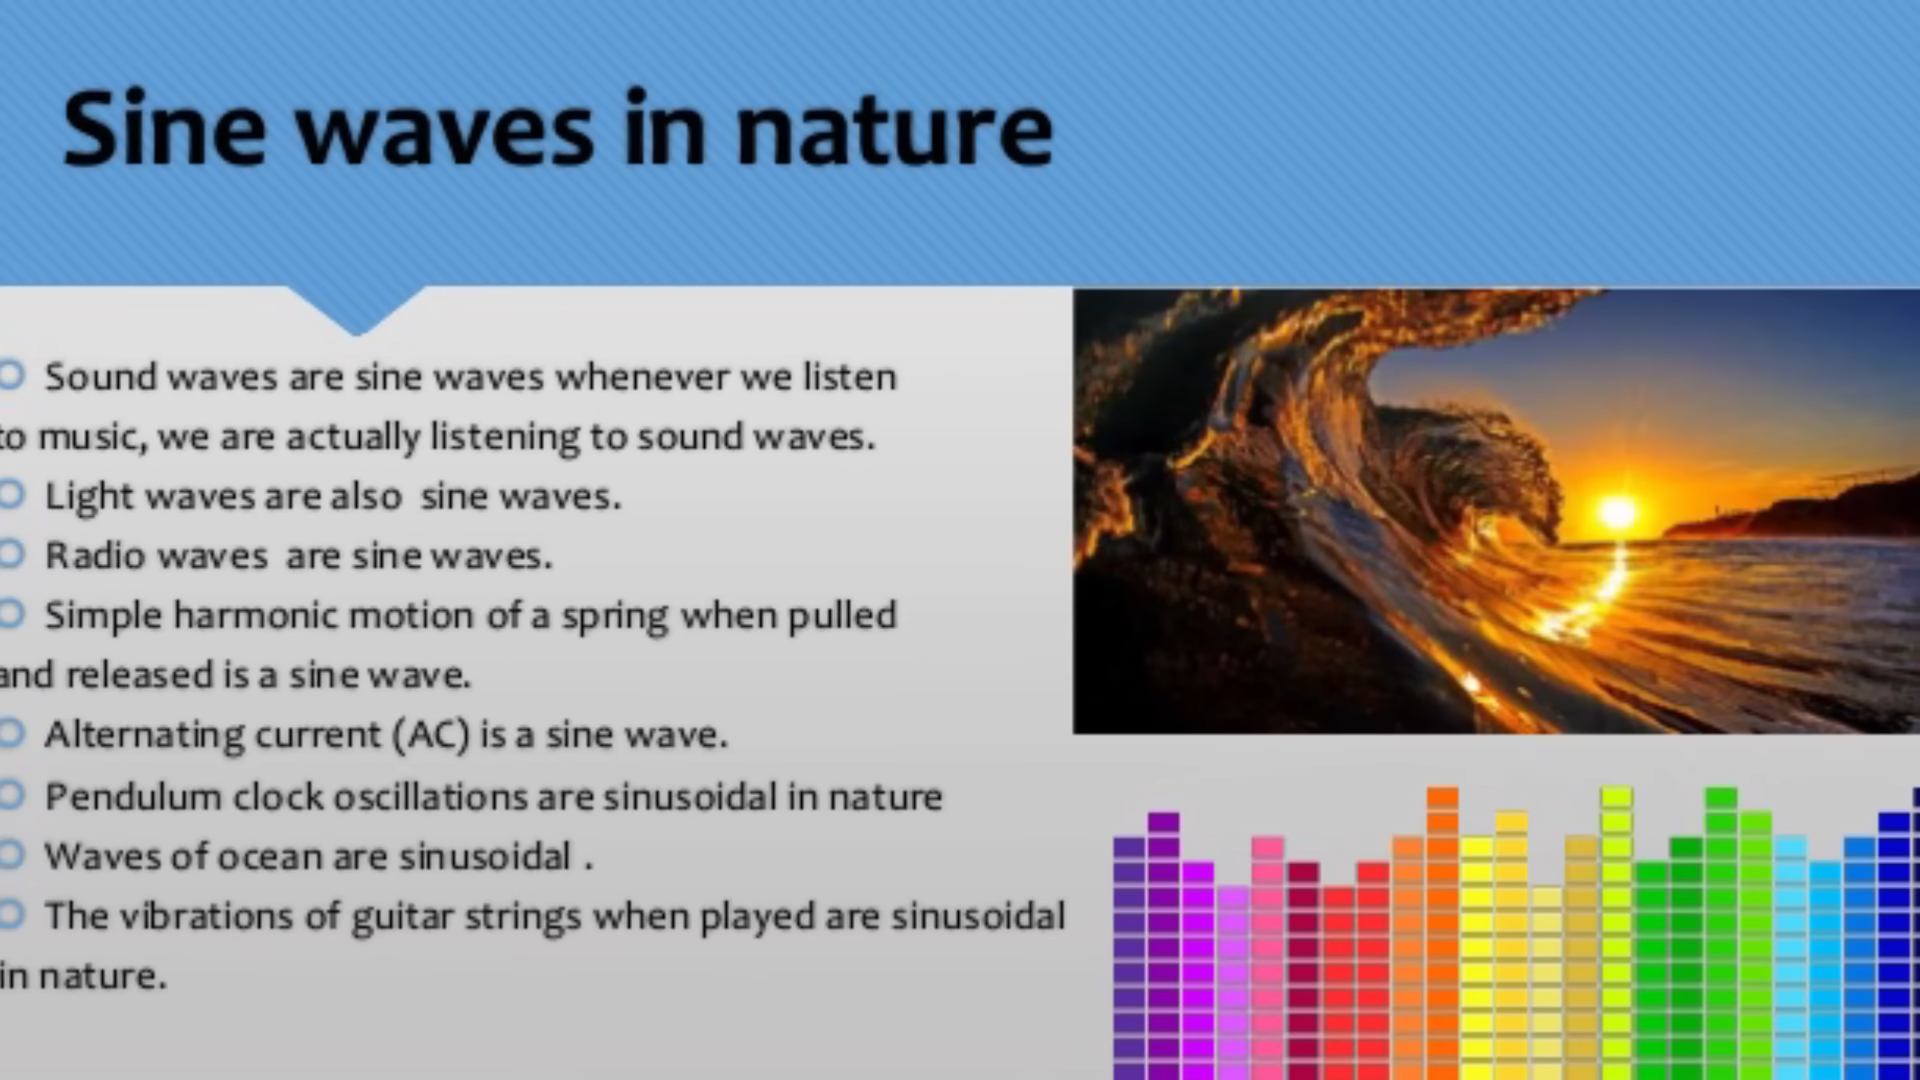 Sine waves in nature
Sound waves are sine waves whenever we listen
to music, we are actually listening to sound waves.
Light waves are also sine waves.
Radio waves are sine waves.
Simple harmonic motion of a spring when pulled
and released is a sine wave.
Alternating current (AC) is a sine wave.
Pendulum clock oscillations are sinusoidal in nature
Waves of ocean are sinusoidal .
The vibrations of guitar strings when played are sinusoidal
in nature.